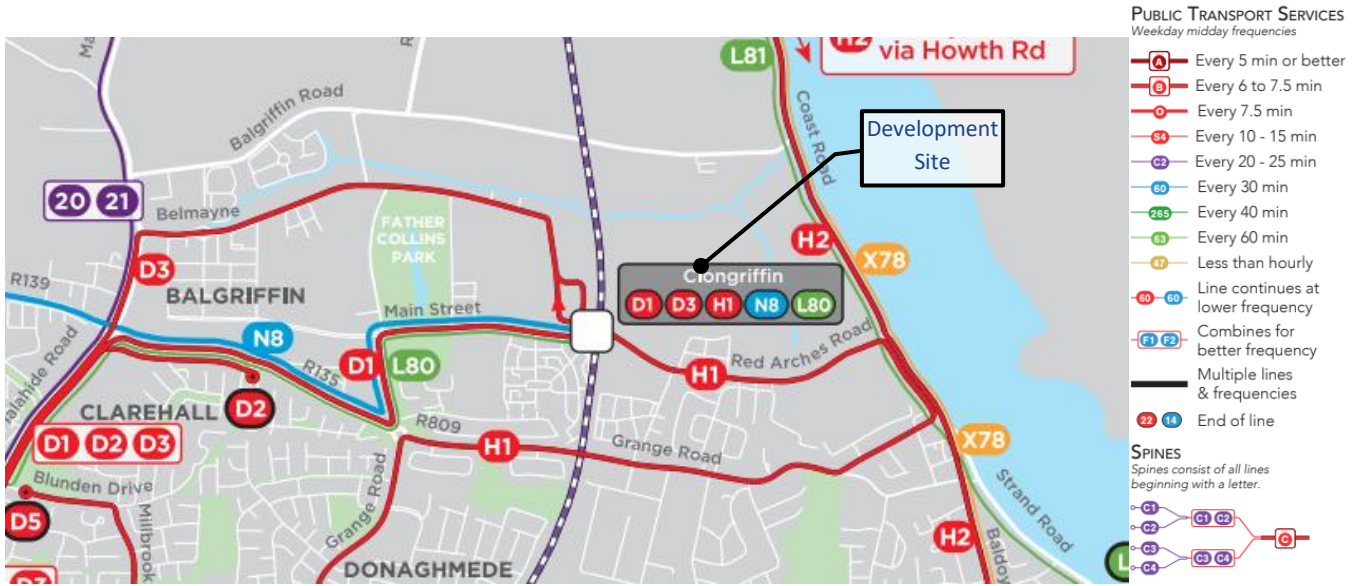 L81
H2
via Howth Rd
Coast Road
Development
Site
Balgriffin Road
20 21
Belmayne
FATHER
COLLINS
PARK
D3
H2
X78
R139
BALGRIFFIN
Clongriffin
D1 D3 H1 N8 L80
Main Street
N8
D1
L80
R135
Red Arches Road
H1
CLAREHALL
D2
R809
D1 D2 D3
H1
Grange Road
X78
Blunden Drive
D5
Millbrook
Grange Road
Strand Road
H2
Baldoy
DONAGHMEDE
D3
L
PUBLIC TRANSPORT SERVICES
Weekday midday frequencies
A Every 5 min or better
B Every 6 to 7.5 min
O Every 7.5 min
S4 Every 10 - 15 min
C2 Every 20 - 25 min
60 Every 30 min
265 Every 40 min
63 Every 60 min
47 Less than hourly
60 60 Line continues at
lower frequency
F1 F2 Combines for
better frequency
Multiple lines
& frequencies
22 14 End of line
SPINES
Spines consist of all lines
beginning with a letter.
C1
C2
C1 C2
C
C3
C4
C3 C4